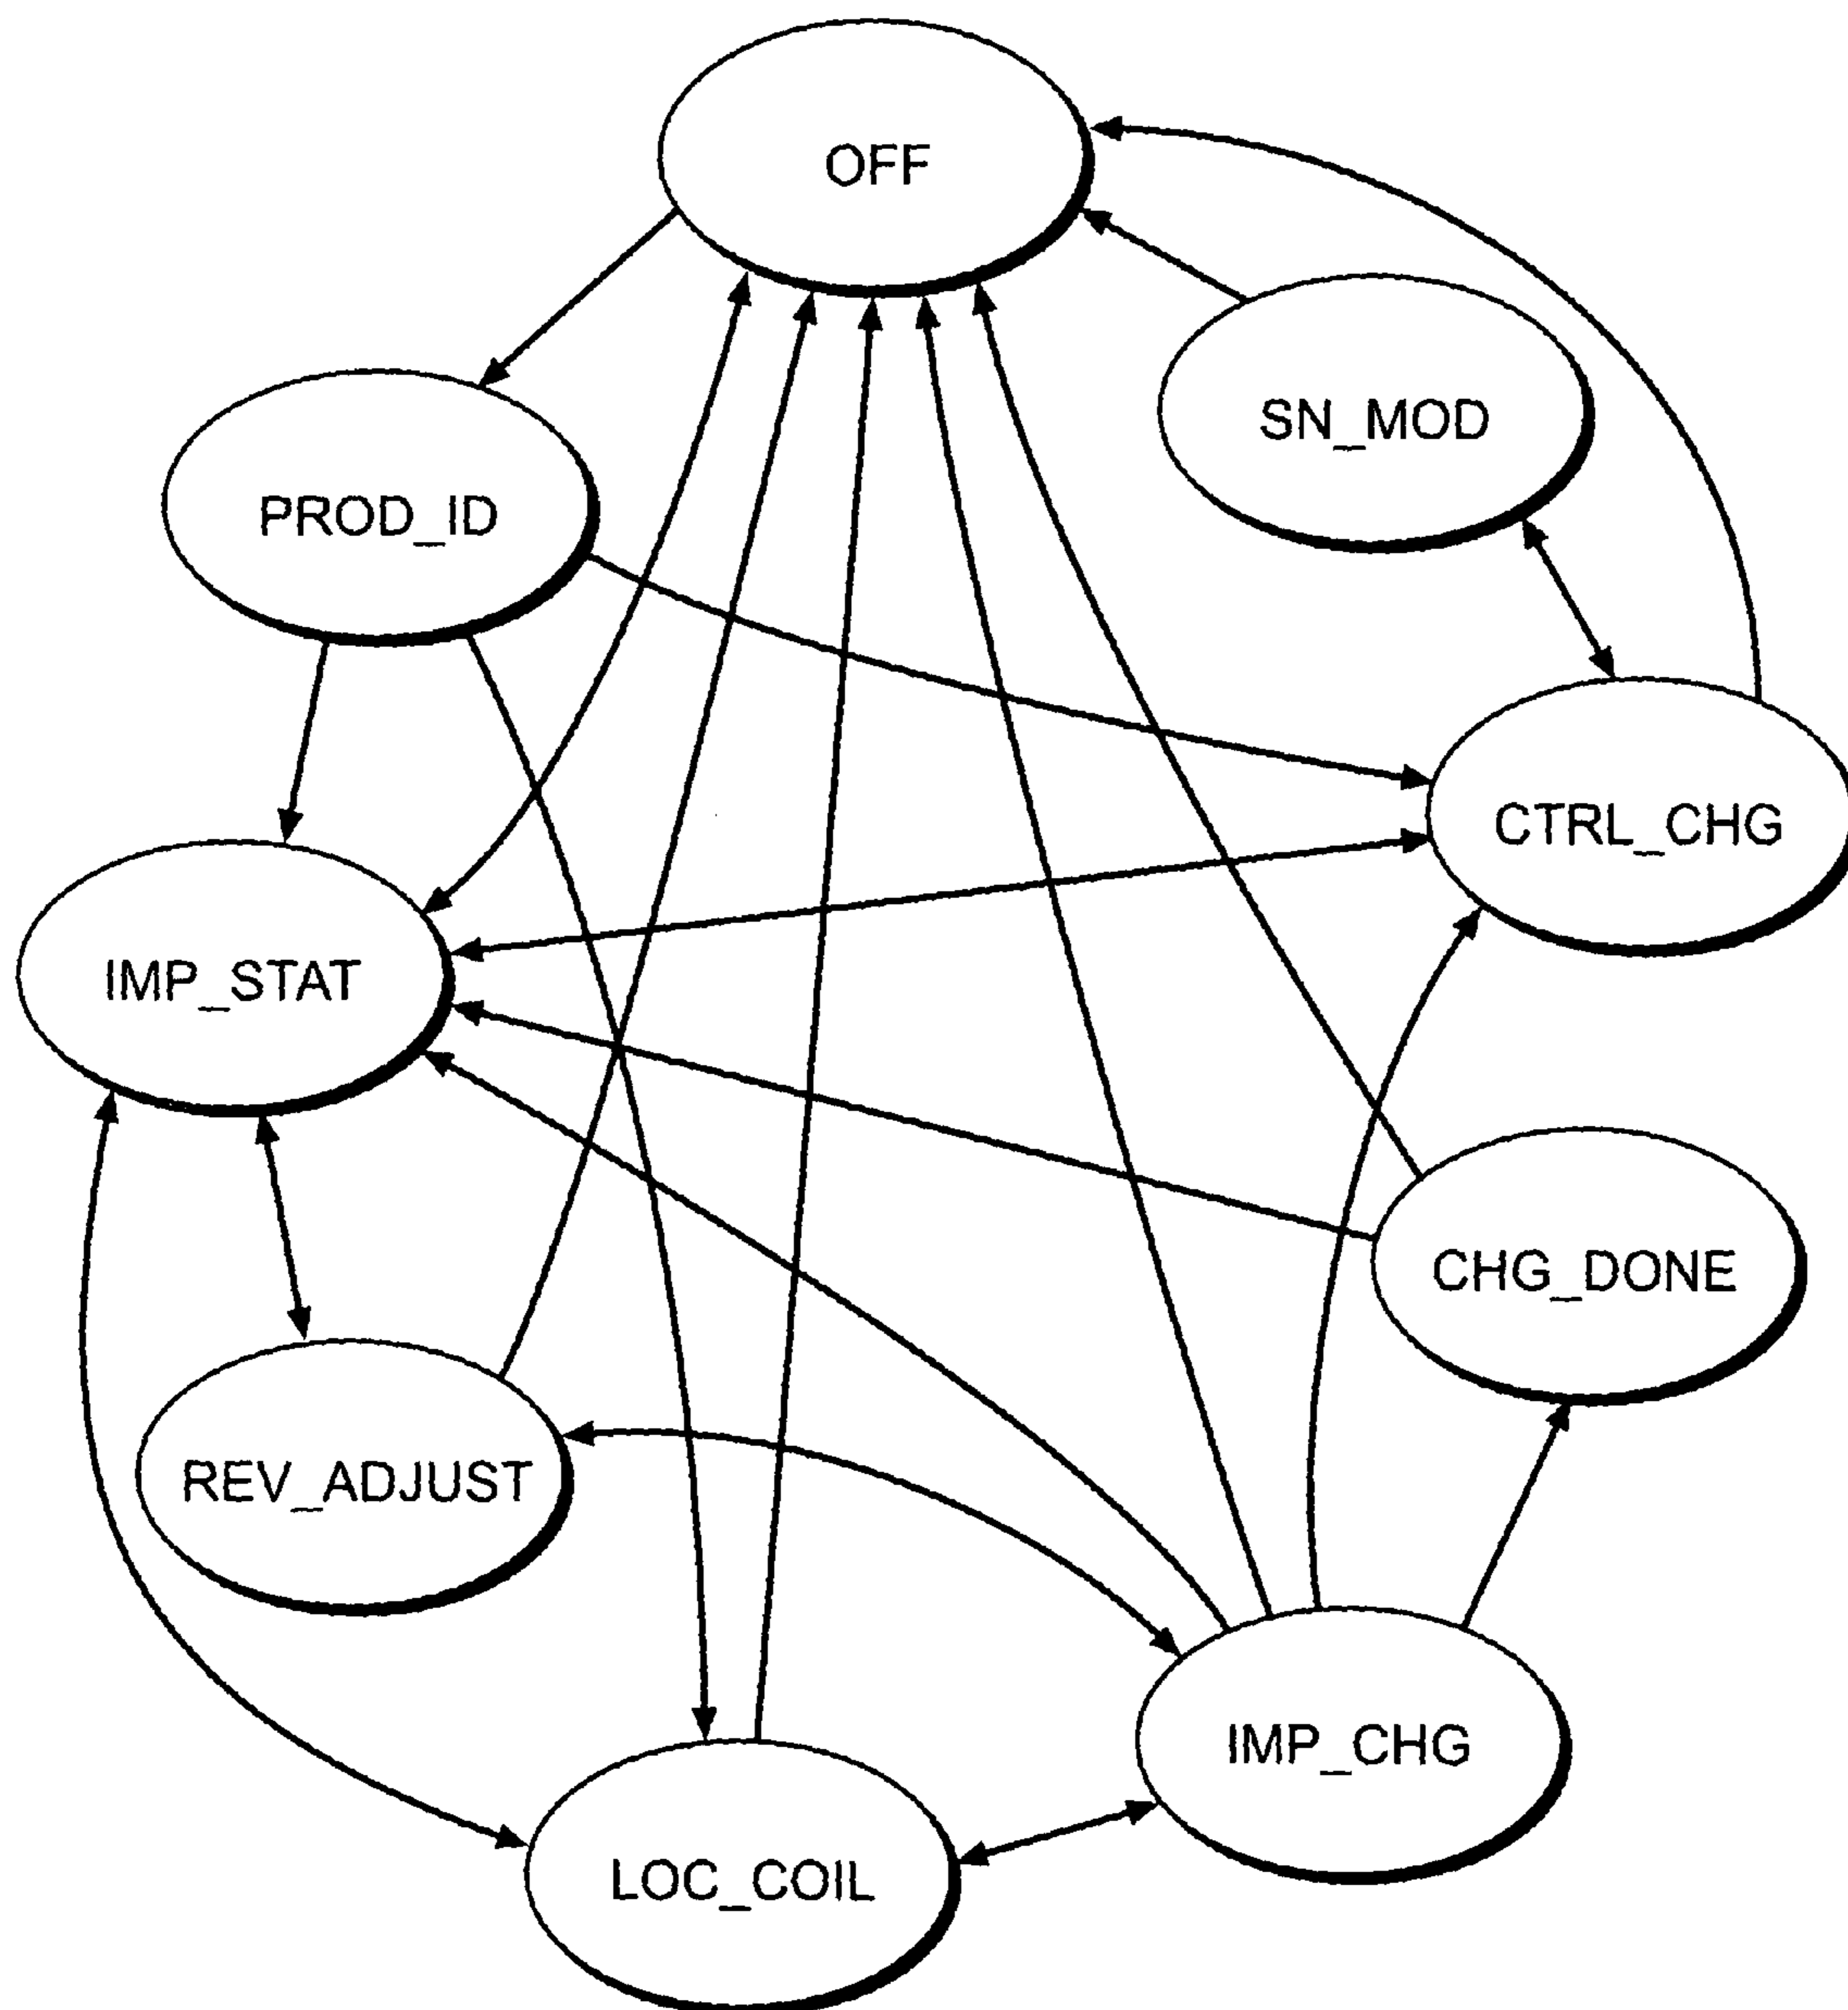 OFF
SN_MOD
PROD_ID
CTRL_CHG
IMP_STAT
CHG_DONE
REV_ADJUST
IMP_CHG
LOC_COIL